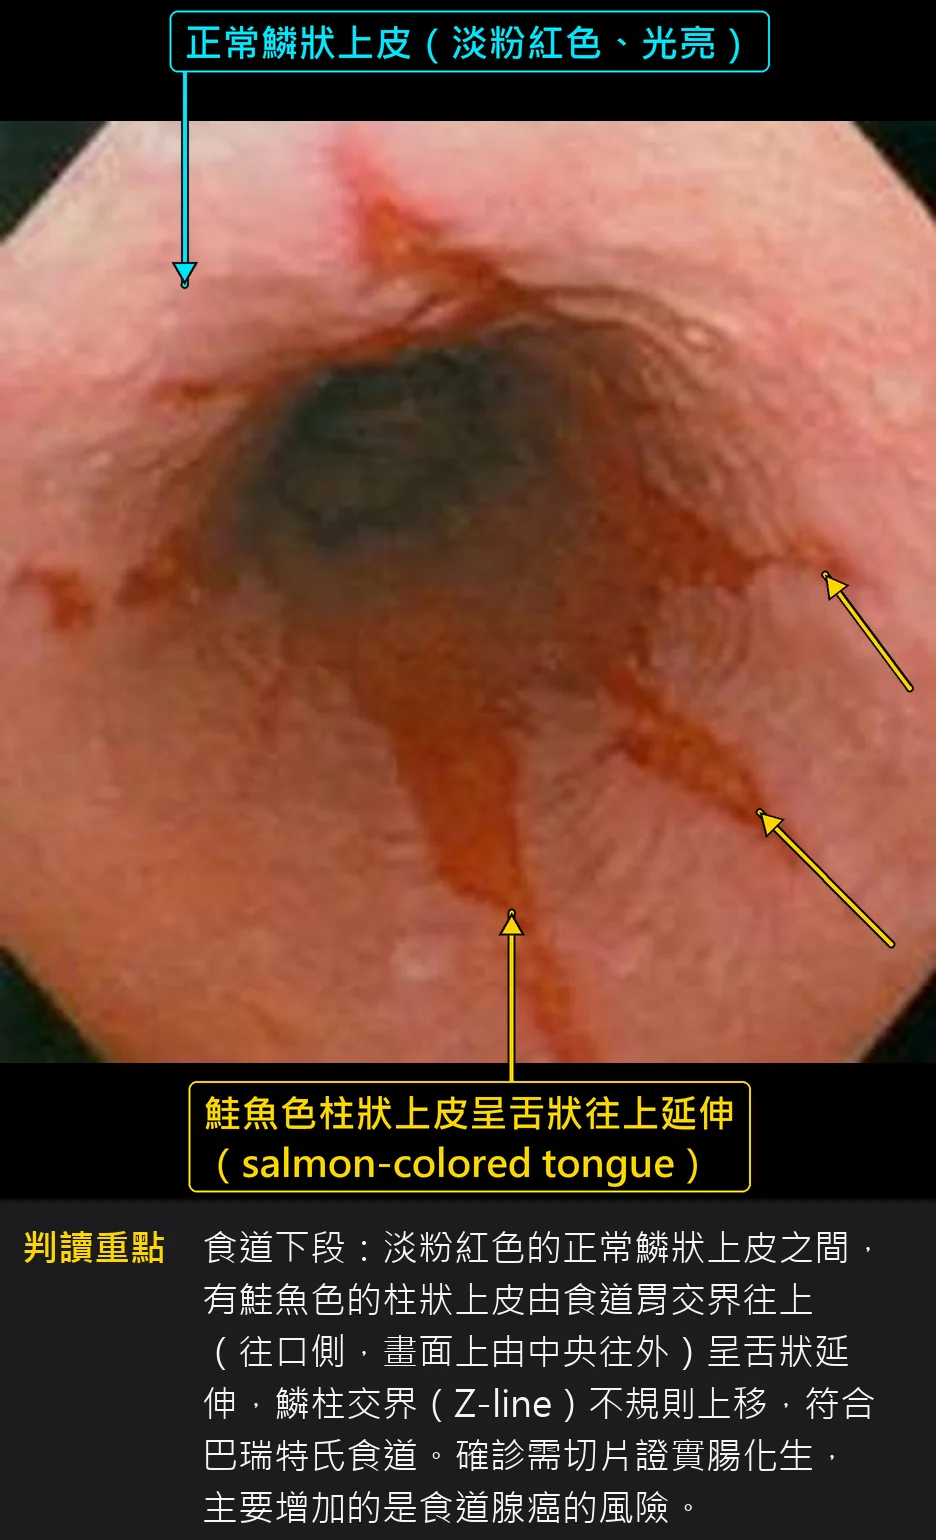 正常鱗狀上皮（淡粉紅色、光亮）
鮭魚色柱狀上皮呈舌狀往上延伸
（salmon-colored tongue）
判讀重點
食道下段：淡粉紅色的正常鱗狀上皮之間，
有鮭魚色的柱狀上皮由食道胃交界往上
（往口側，畫面上由中央往外）呈舌狀延
伸，鱗柱交界（Z-line）不規則上移，符合
巴瑞特氏食道。確診需切片證實腸化生，
主要增加的是食道腺癌的風險。